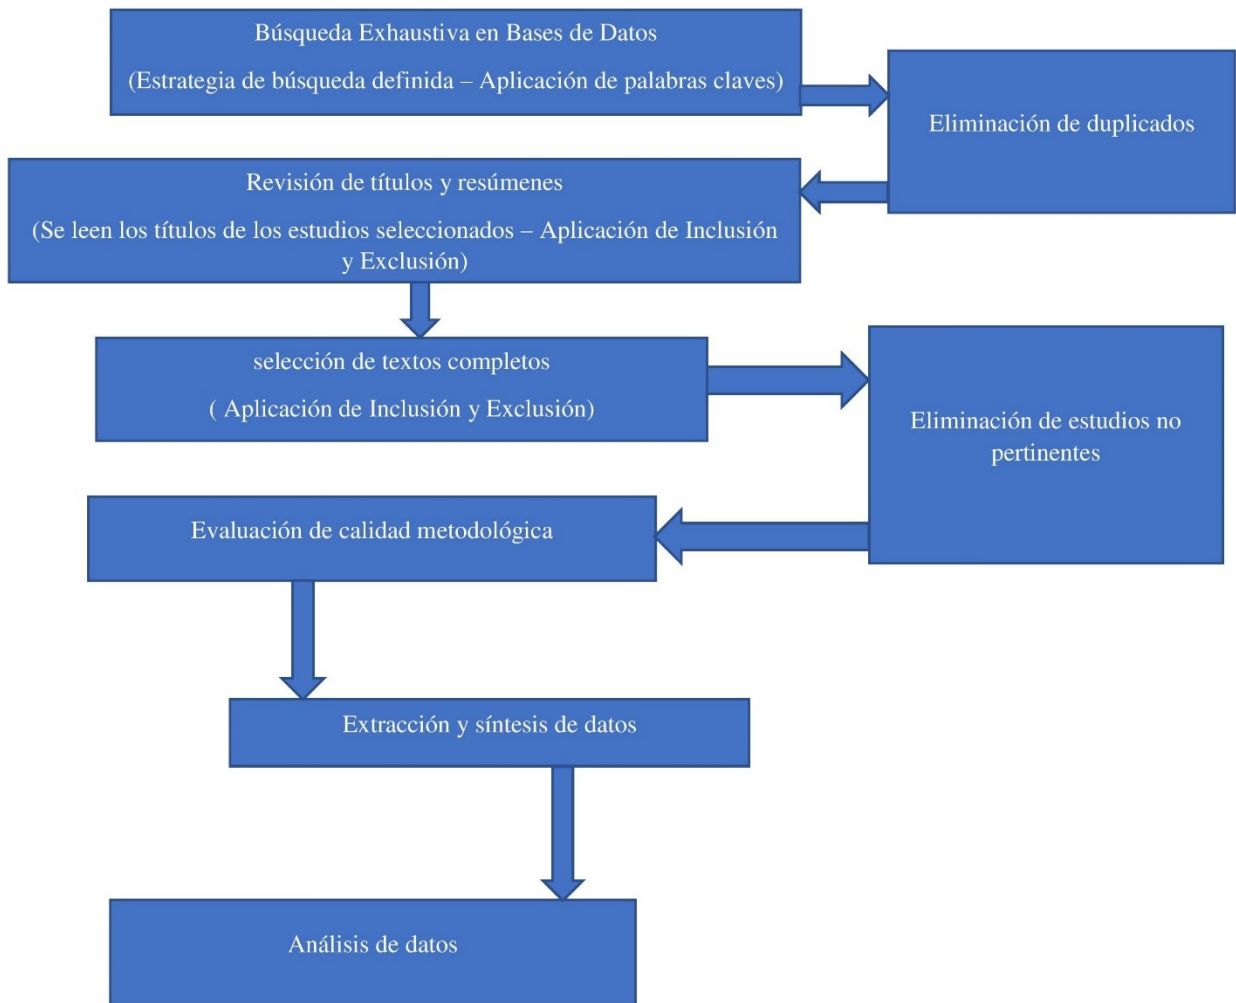 Búsqueda Exhaustiva en Bases de Datos
(Estrategia de búsqueda definida – Aplicación de palabras claves)
Eliminación de duplicados
Revisión de títulos y resúmenes
(Se leen los títulos de los estudios seleccionados – Aplicación de Inclusión
y Exclusión)
selección de textos completos
( Aplicación de Inclusión y Exclusión)
Eliminación de estudios no
pertinentes
Evaluación de calidad metodológica
Extracción y síntesis de datos
Análisis de datos